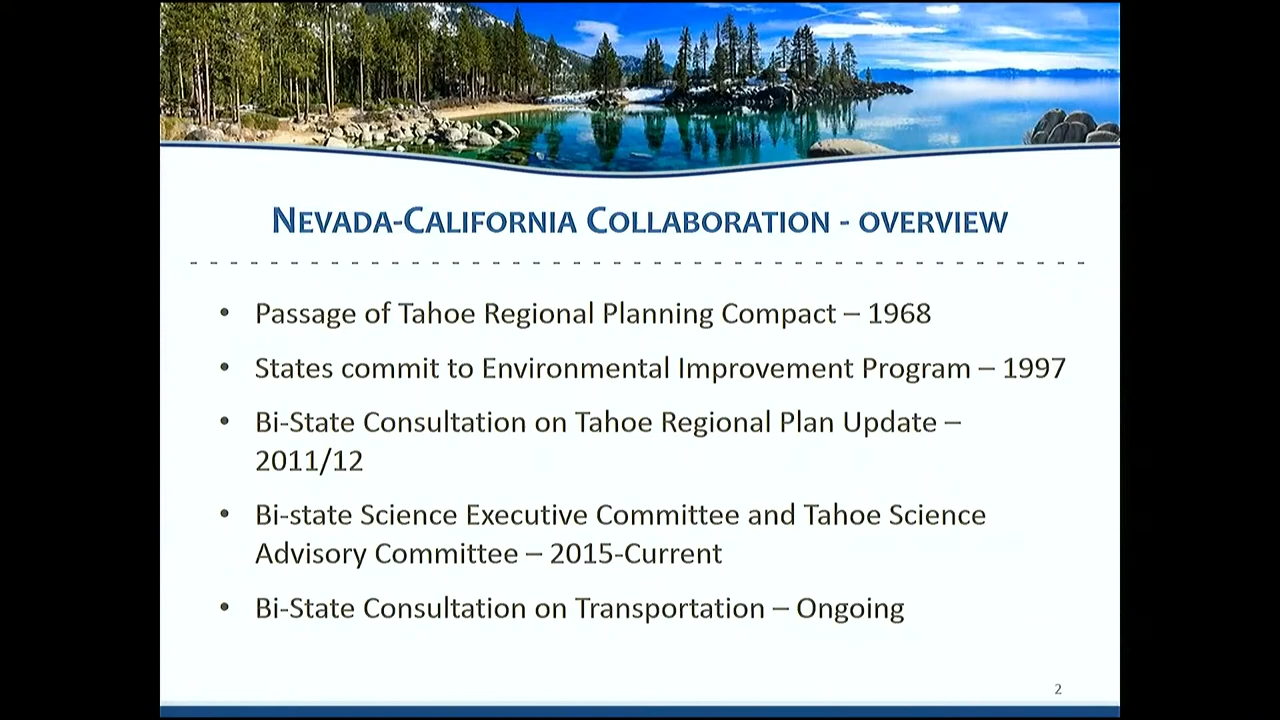 NEVADA-CALIFORNIA COLLABORATION - OVERVIEW
• Passage of Tahoe Regional Planning Compact – 1968
• States commit to Environmental Improvement Program – 1997
• Bi-State Consultation on Tahoe Regional Plan Update –
2011/12
• Bi-state Science Executive Committee and Tahoe Science
Advisory Committee – 2015-Current
• Bi-State Consultation on Transportation – Ongoing
2